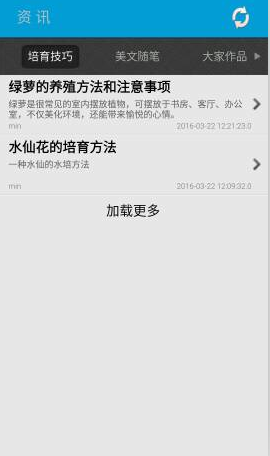 资讯
培育技巧 美文随笔 大家作品
绿萝的养殖方法和注意事项
绿萝是很常见的室内摆放植物，可摆放于书房、客厅、办公
室，不仅美化环境，还能带来愉悦的心情。
min 2016-03-22 12:21:23.0
水仙花的培育方法
一种水仙的水培方法
min 2016-03-22 12:09:32.0
加载更多